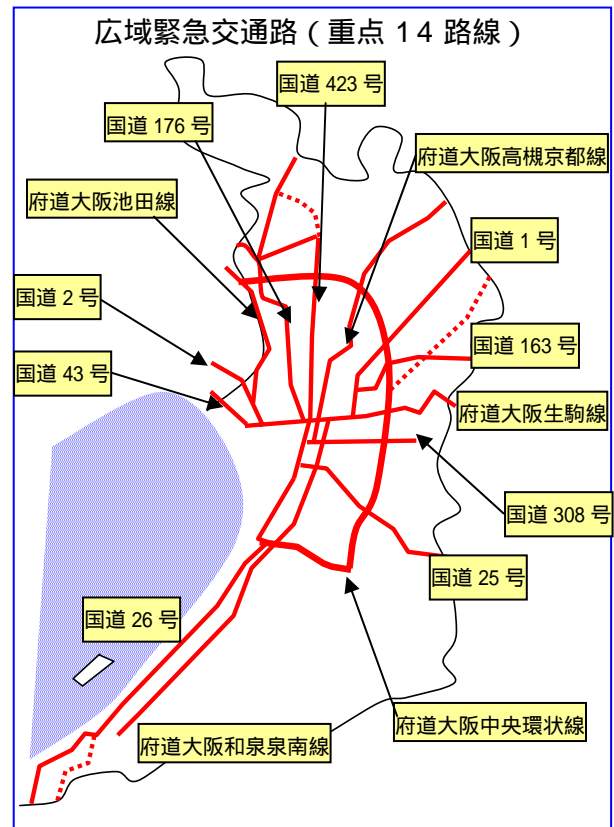 広域緊急交通路(重点 14 路線)
国道 423 号
国道 176 号
府道大阪高槻京都線
府道大阪池田線
国道 1 号
国道 2 号
国道 163 号
国道 43 号
府道大阪生駒線
国道 308 号
国道 25 号
国道 26 号
府道大阪中央環状線
府道大阪和泉泉南線